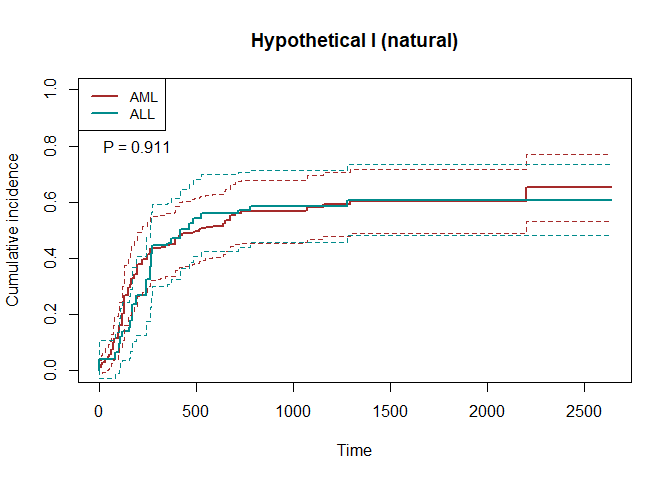 Hypothetical I (natural)
AML
ALL
P = 0.911
Cumulative incidence
1.0
0.8
0.6
0.4
0.2
0.0
0 500 1000 1500 2000 2500
Time